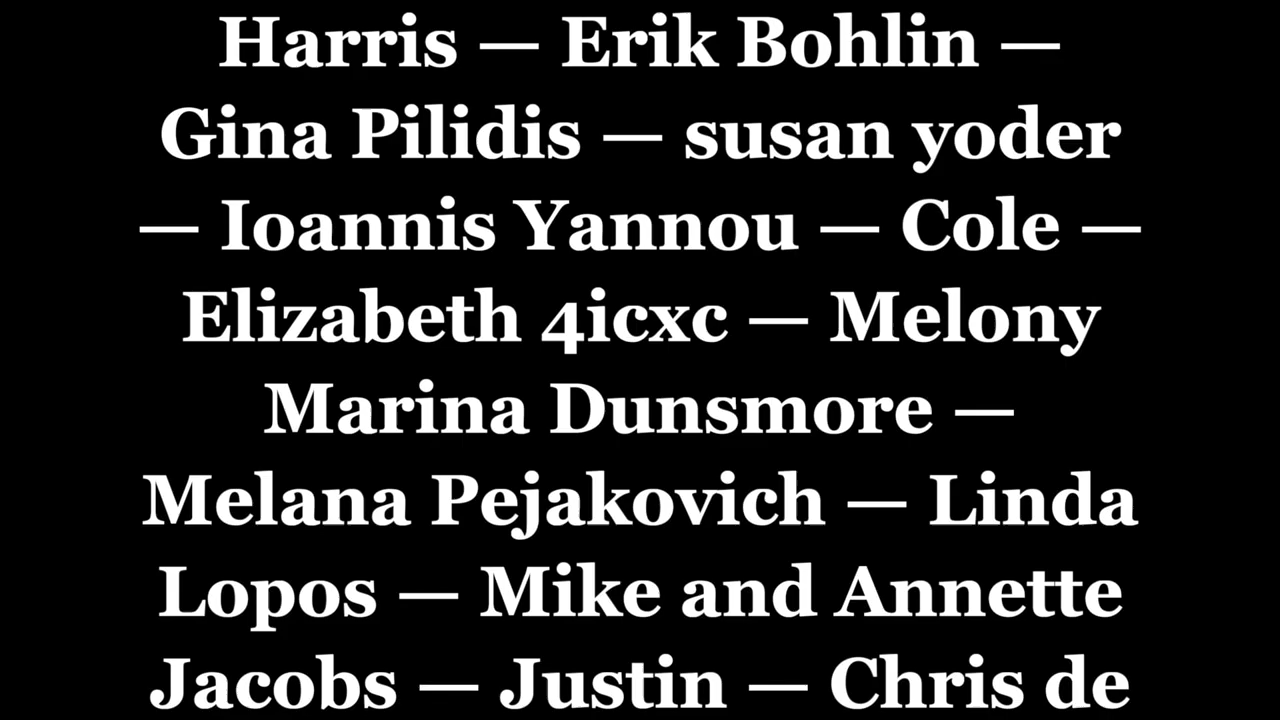 Harris — Erik Bohlin —
Gina Pilidis — susan yoder
— Ioannis Yannou — Cole —
Elizabeth 4icxc — Melony
Marina Dunsmore —
Melana Pejakovich — Linda
Lopos — Mike and Annette
Jacobs — Justin — Chris de